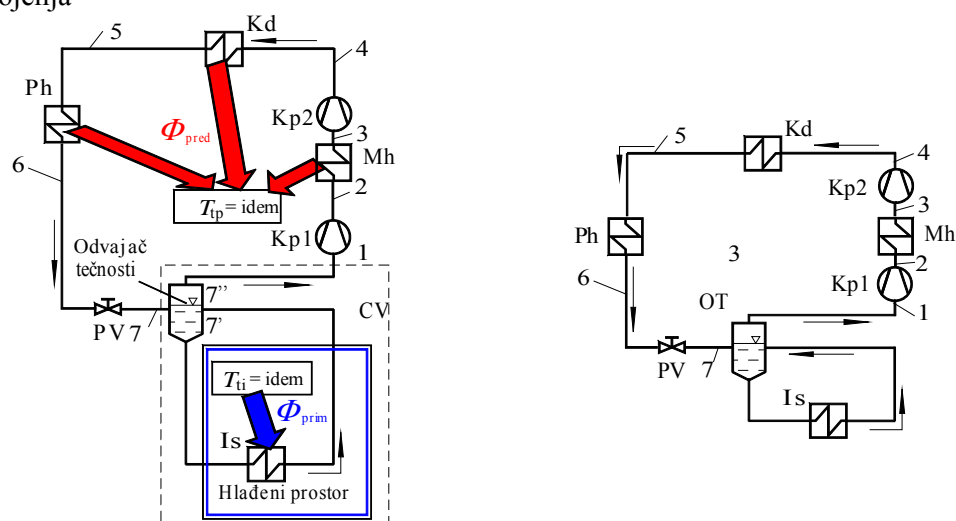 ojenja
5
Kd
4
Ph
Kp2
Φpred
3
Mh
6
Ttp = idem
2
Kp1
Odvajač
tečnosti
1
7”
7’
CV
PV
7
Tti = idem
Φprim
Is
Hlađeni prostor
5
Kd
4
Kp2
3
Ph
3
Mh
6
2
OT
Kp1
1
PV
7
Is